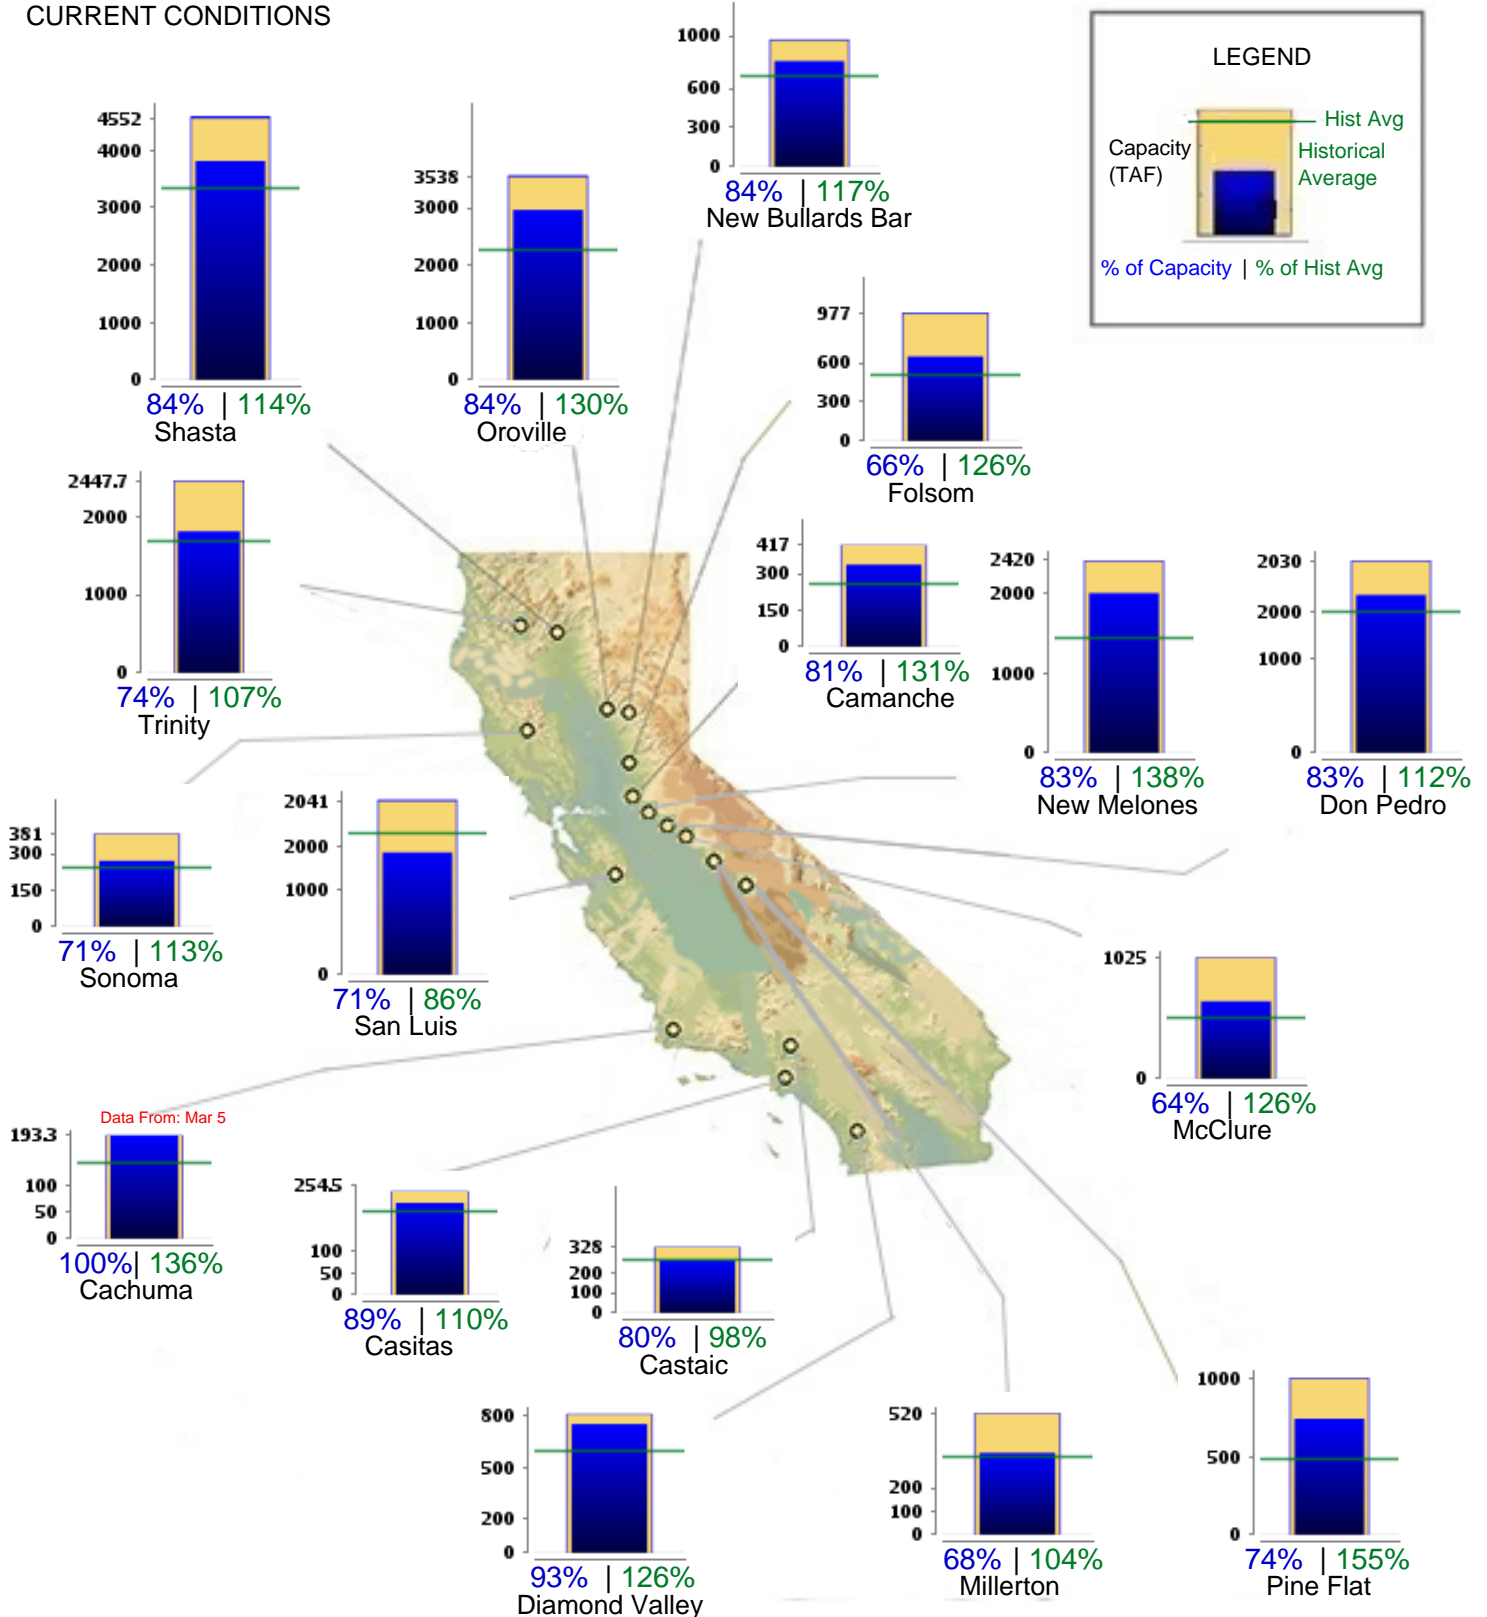 CURRENT CONDITIONS
1000
600
300
0
84% | 117%
New Bullards Bar
LEGEND
Hist Avg
Capacity
(TAF)
Historical
Average
% of Capacity | % of Hist Avg
4552
4000
3000
2000
1000
0
84% | 114%
Shasta
3538
3000
2000
1000
0
84% | 130%
Oroville
977
600
300
0
66% | 126%
Folsom
2447.7
2000
1000
0
74% | 107%
Trinity
417
300
150
0
81% | 131%
Camanche
2420
2000
1000
0
83% | 138%
New Melones
2030
2000
1000
0
83% | 112%
Don Pedro
381
300
150
0
71% | 113%
Sonoma
2041
2000
1000
0
71% | 86%
San Luis
1025
0
64% | 126%
McClure
Data From: Mar 5
193.3
100
50
0
100% | 136%
Cachuma
254.5
100
50
0
89% | 110%
Casitas
328
200
100
0
80% | 98%
Castaic
800
500
200
0
93% | 126%
Diamond Valley
520
200
100
0
68% | 104%
Millerton
1000
500
0
74% | 155%
Pine Flat